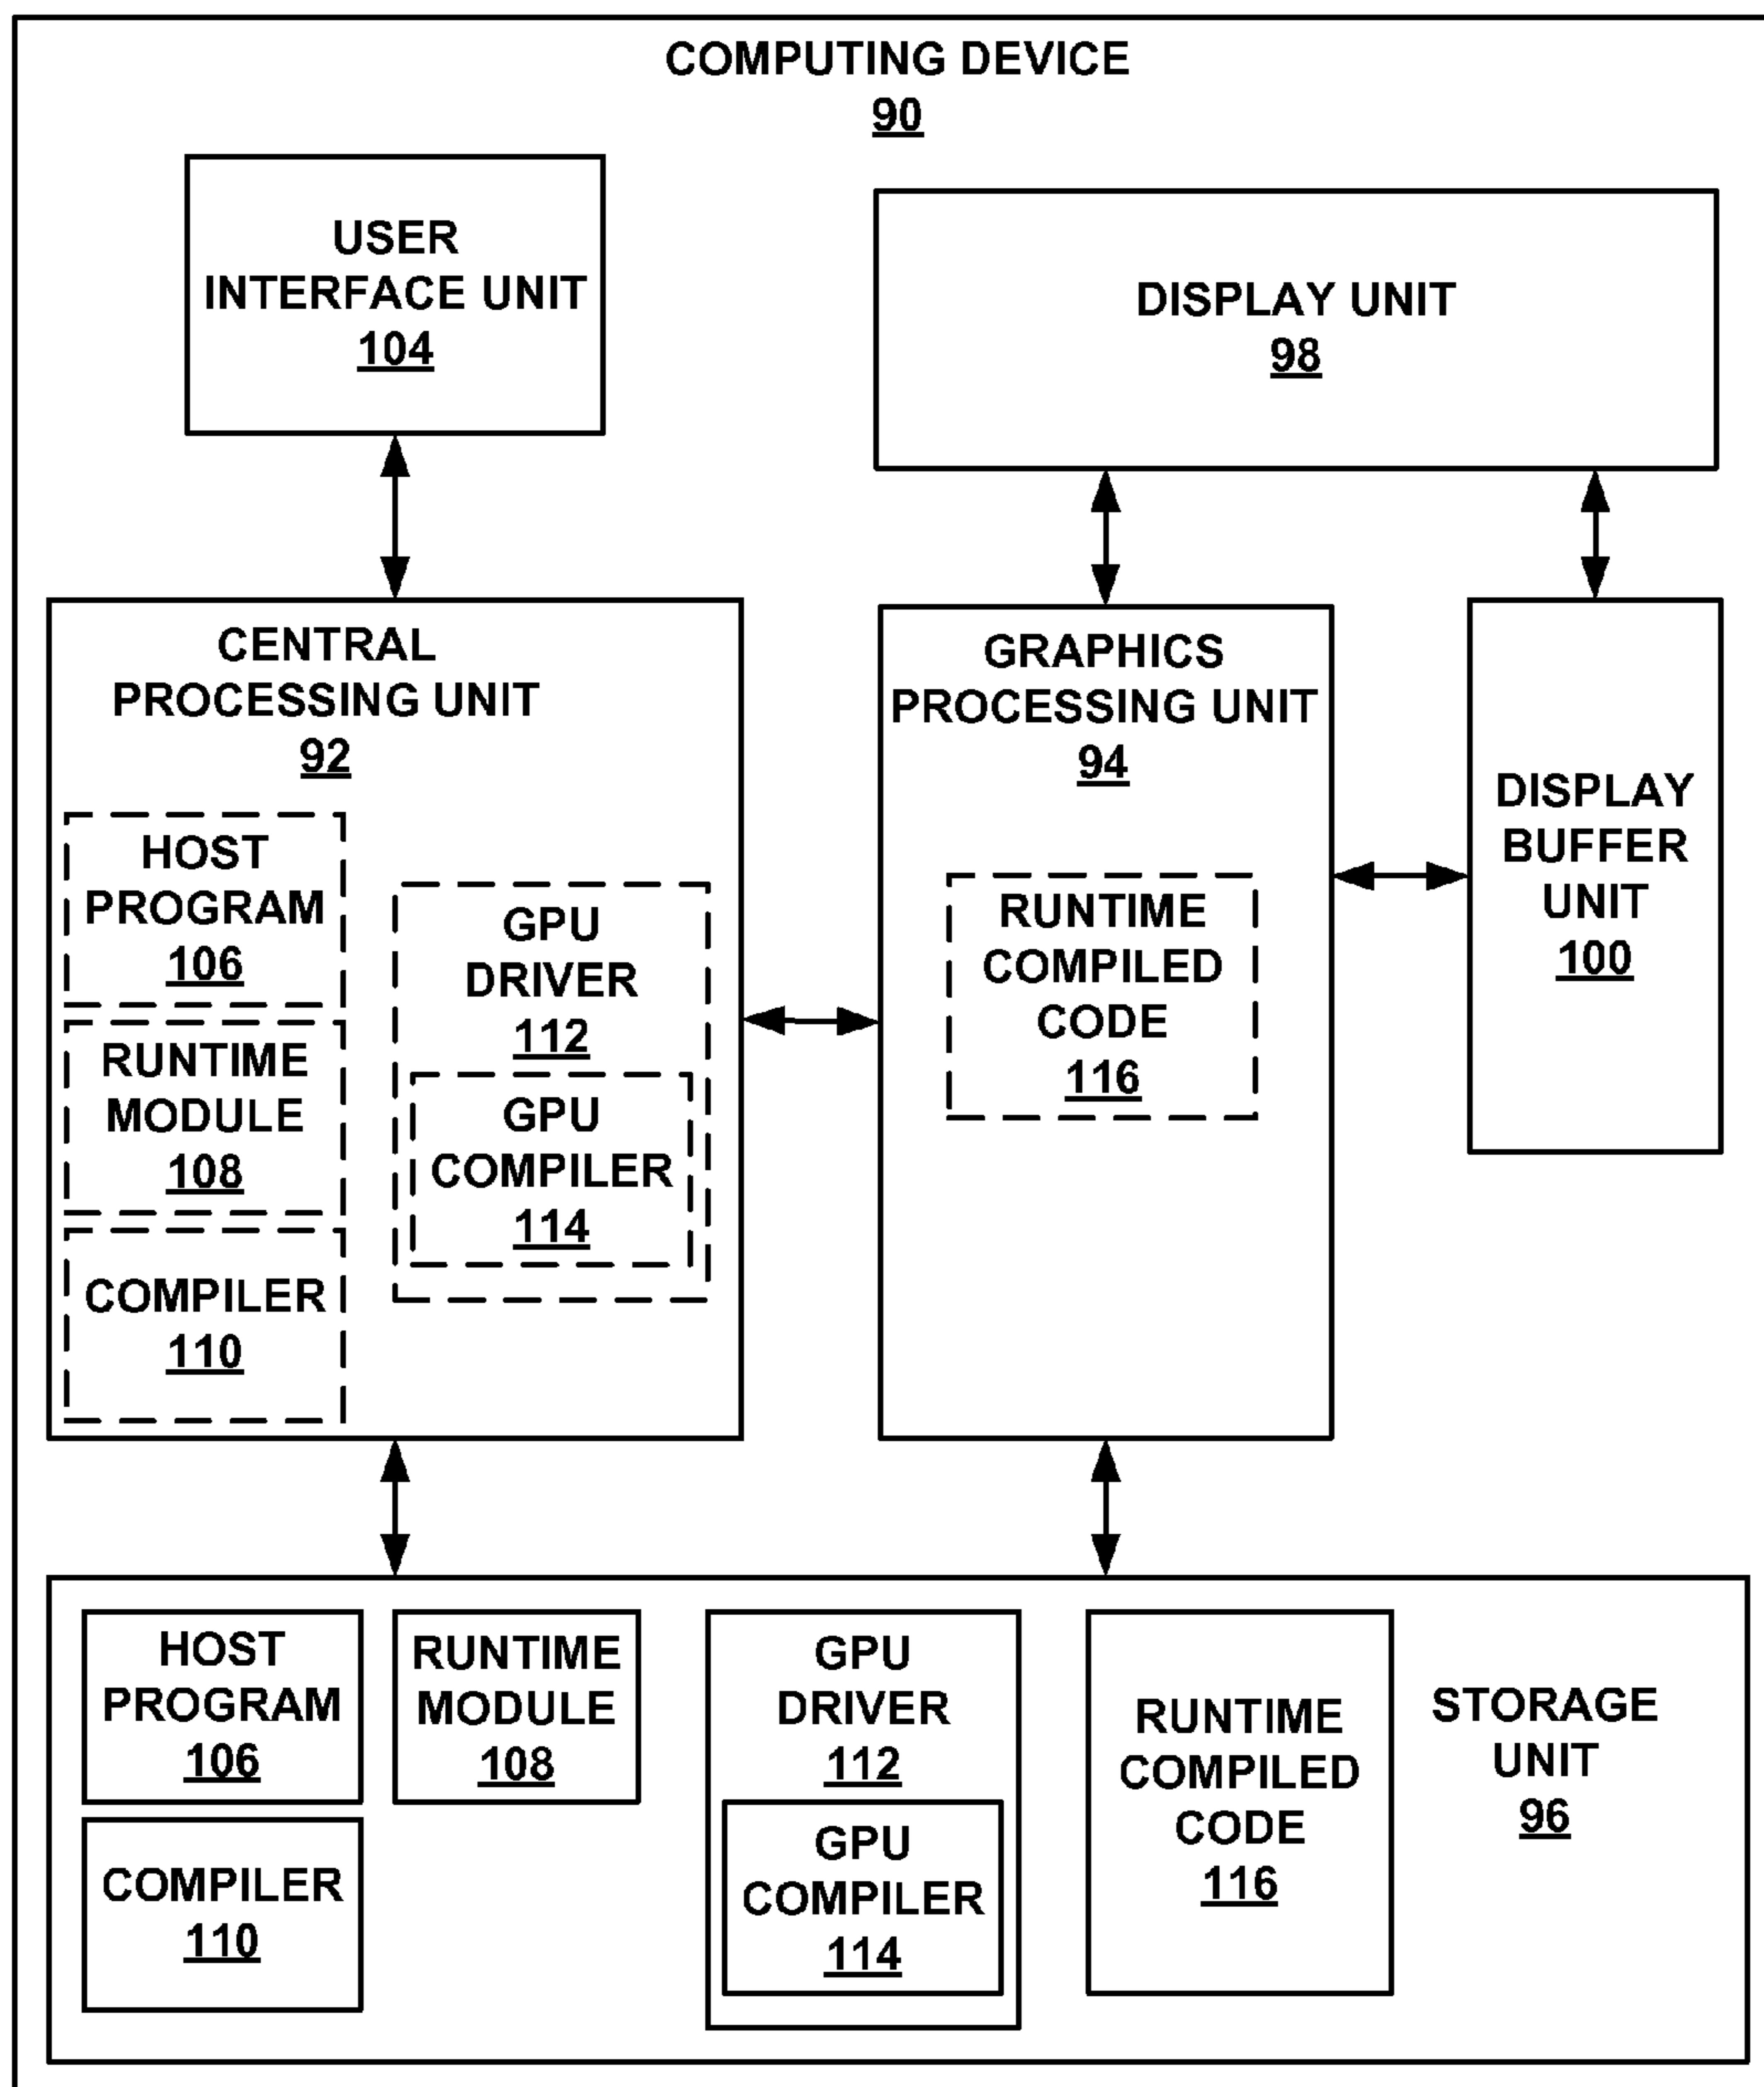 COMPUTING DEVICE
90
USER
INTERFACE UNIT
104
DISPLAY UNIT
98
CENTRAL
PROCESSING UNIT
92
HOST
PROGRAM
106
RUNTIME
MODULE
108
COMPILER
110
GPU
DRIVER
112
GPU
COMPILER
114
GRAPHICS
PROCESSING UNIT
94
RUNTIME
COMPILED
CODE
116
DISPLAY
BUFFER
UNIT
100
HOST
PROGRAM
106
RUNTIME
MODULE
108
COMPILER
110
GPU
DRIVER
112
GPU
COMPILER
114
RUNTIME
COMPILED
CODE
116
STORAGE
UNIT
96